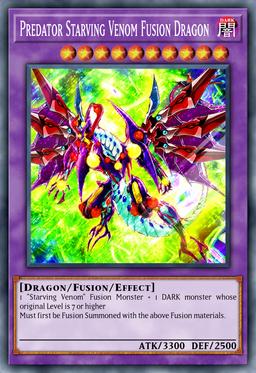 PREDATOR STARVING VENOM FUSION DRAGON
DARK
闇
[DRAGON/FUSION/EFFECT]
1 "Starving Venom" Fusion Monster + 1 DARK monster whose
original Level is 7 or higher
Must first be Fusion Summoned with the above Fusion materials.
ATK/3300 DEF/2500